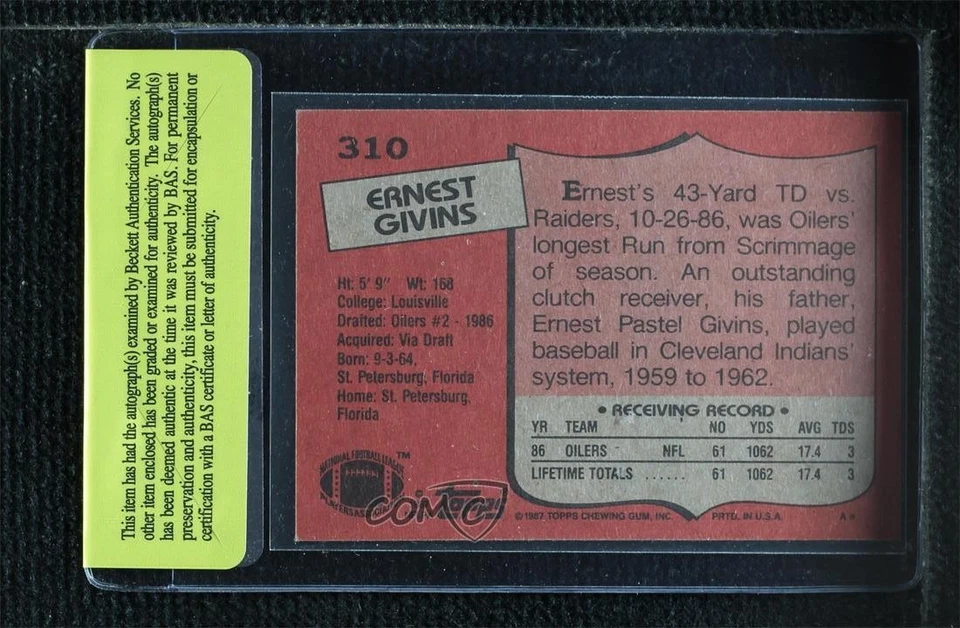 This item has had the autograph(s) examined by Beckett Authentication Services. No
other item enclosed has been graded or examined for authenticity. The autograph(s)
has been deemed authentic at the time it was reviewed by BAS. For permanent
preservation and authenticity, this item must be submitted for encapsulation or
certification with a BAS certificate or letter of authenticity.
310
ERNEST
GIVINS
Ht: 5' 9" Wt: 168
College: Louisville
Drafted: Oilers #2 - 1986
Acquired: Via Draft
Born: 9-3-64,
St. Petersburg, Florida
Home: St. Petersburg,
Florida
NATIONAL FOOTBALL LEAGUE
PLAYERS ASSOCIATION
TM
COMC
topps
Ernest's 43-Yard TD vs.
Raiders, 10-26-86, was Oilers'
longest Run from Scrimmage
of season. An outstanding
clutch receiver, his father,
Ernest Pastel Givins, played
baseball in Cleveland Indians'
system, 1959 to 1962.
• RECEIVING RECORD •
YR TEAM NO YDS AVG TDS
86 OILERS NFL 61 1062 17.4 3
LIFETIME TOTALS ...... 61 1062 17.4 3
© 1987 TOPPS CHEWING GUM, INC. PRTD. IN U.S.A. A*